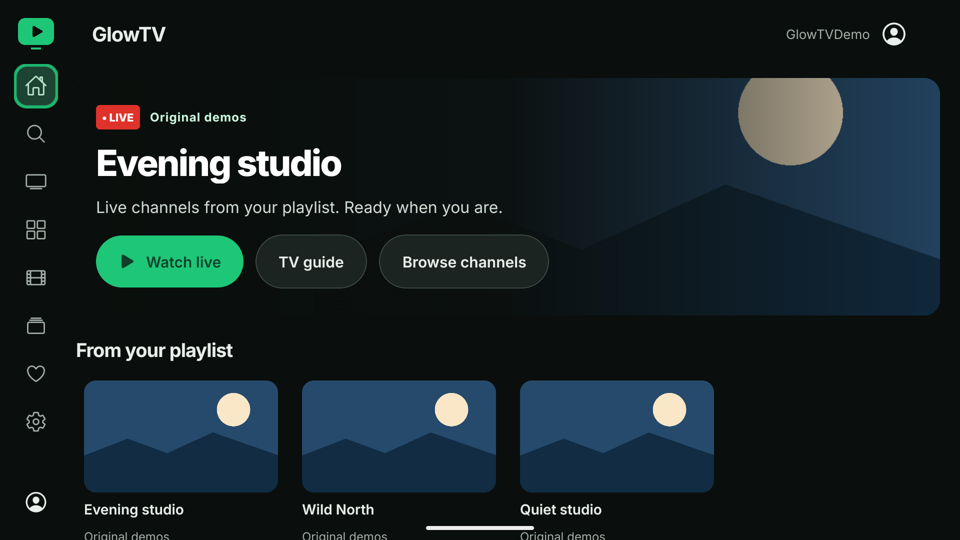 GlowTV
GlowTVDemo
• LIVE
Original demos
Evening studio
Live channels from your playlist. Ready when you are.
Watch live
TV guide
Browse channels
From your playlist
Evening studio
Wild North
Quiet studio
Original demos
Original demos
Original demos